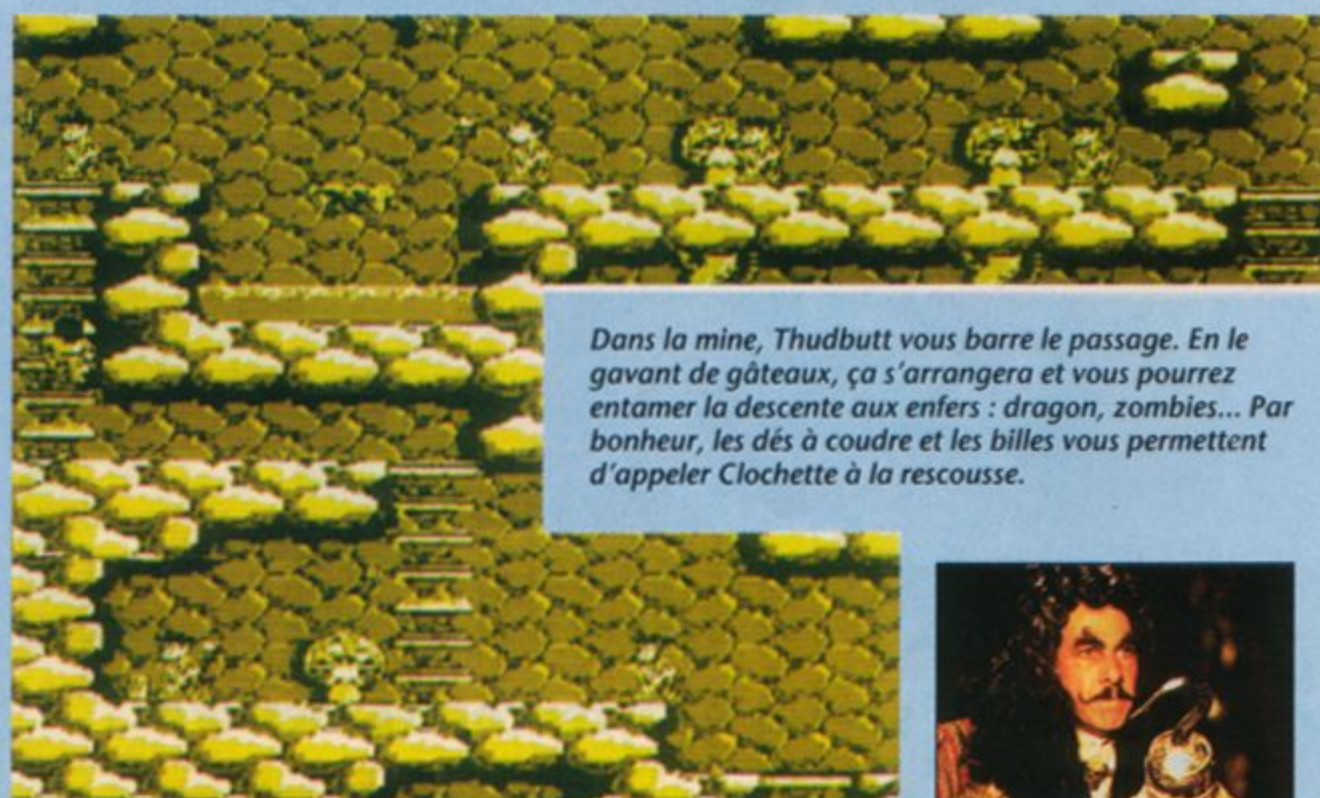 Dans la mine, Thudbutt vous barre le passage. En le
gavant de gâteaux, ça s'arrangera et vous pourrez
entamer la descente aux enfers : dragon, zombies... Par
bonheur, les dés à coudre et les billes vous permettent
d'appeler Clochette à la rescousse.